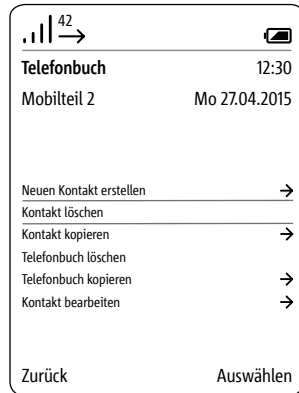 42
Telefonbuch 12:30
Mobilteil 2 Mo 27.04.2015
Neuen Kontakt erstellen
Kontakt löschen
Kontakt kopieren
Telefonbuch löschen
Telefonbuch kopieren
Kontakt bearbeiten
Zurück Auswählen